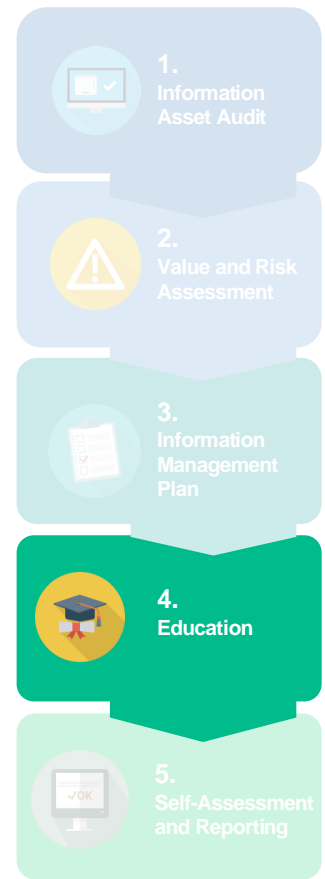 1.
Information
Asset Audit
2.
Value and Risk
Assessment
3.
Information
Management
Plan
4.
Education
✓OK
5.
Self-Assessment
and Reporting